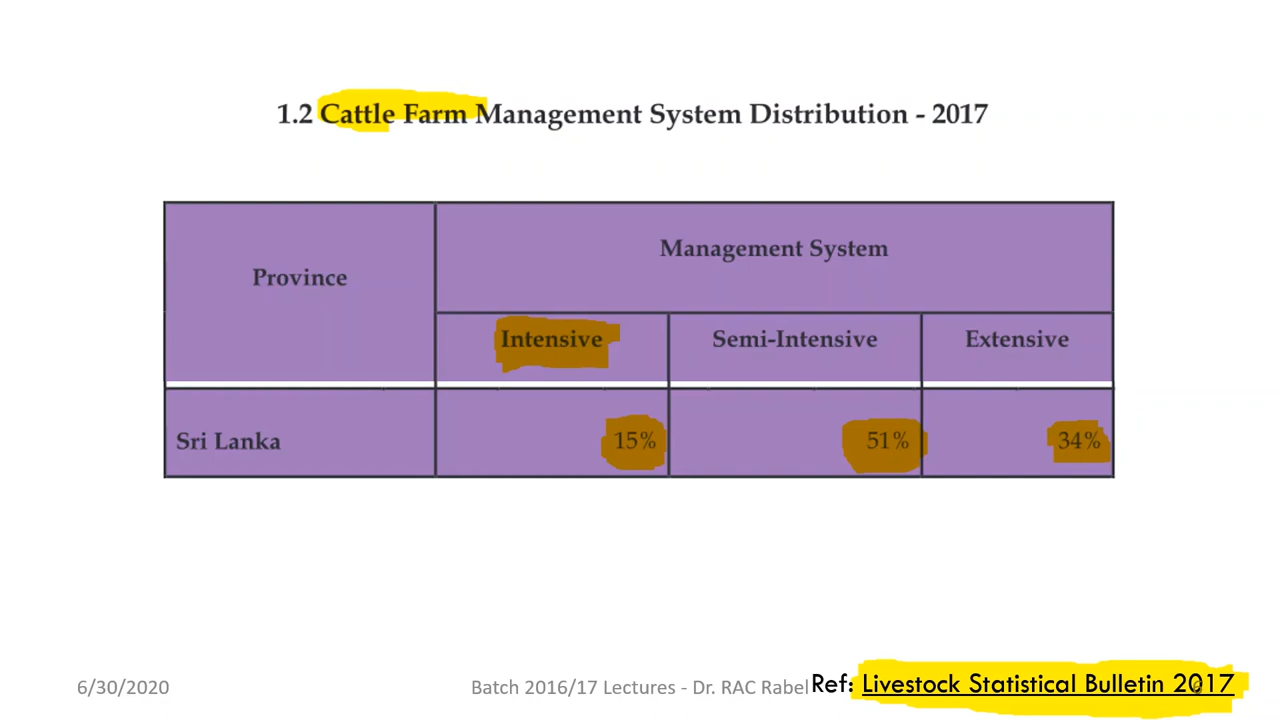 1.2 Cattle Farm Management System Distribution - 2017
Province
Management System
Intensive
Semi-Intensive
Extensive
Sri Lanka
15%
51%
34%
6/30/2020
Batch 2016/17 Lectures - Dr. RAC Rabel
Ref: Livestock Statistical Bulletin 2017
6